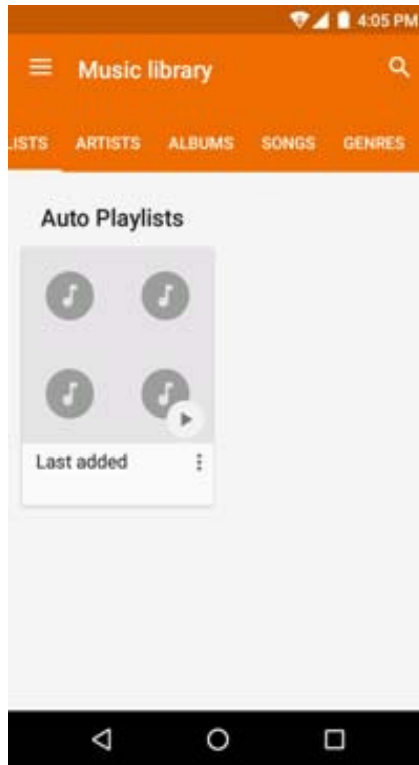 4:05 PM
Music library
LISTS ARTISTS ALBUMS SONGS GENRES
Auto Playlists
Last added